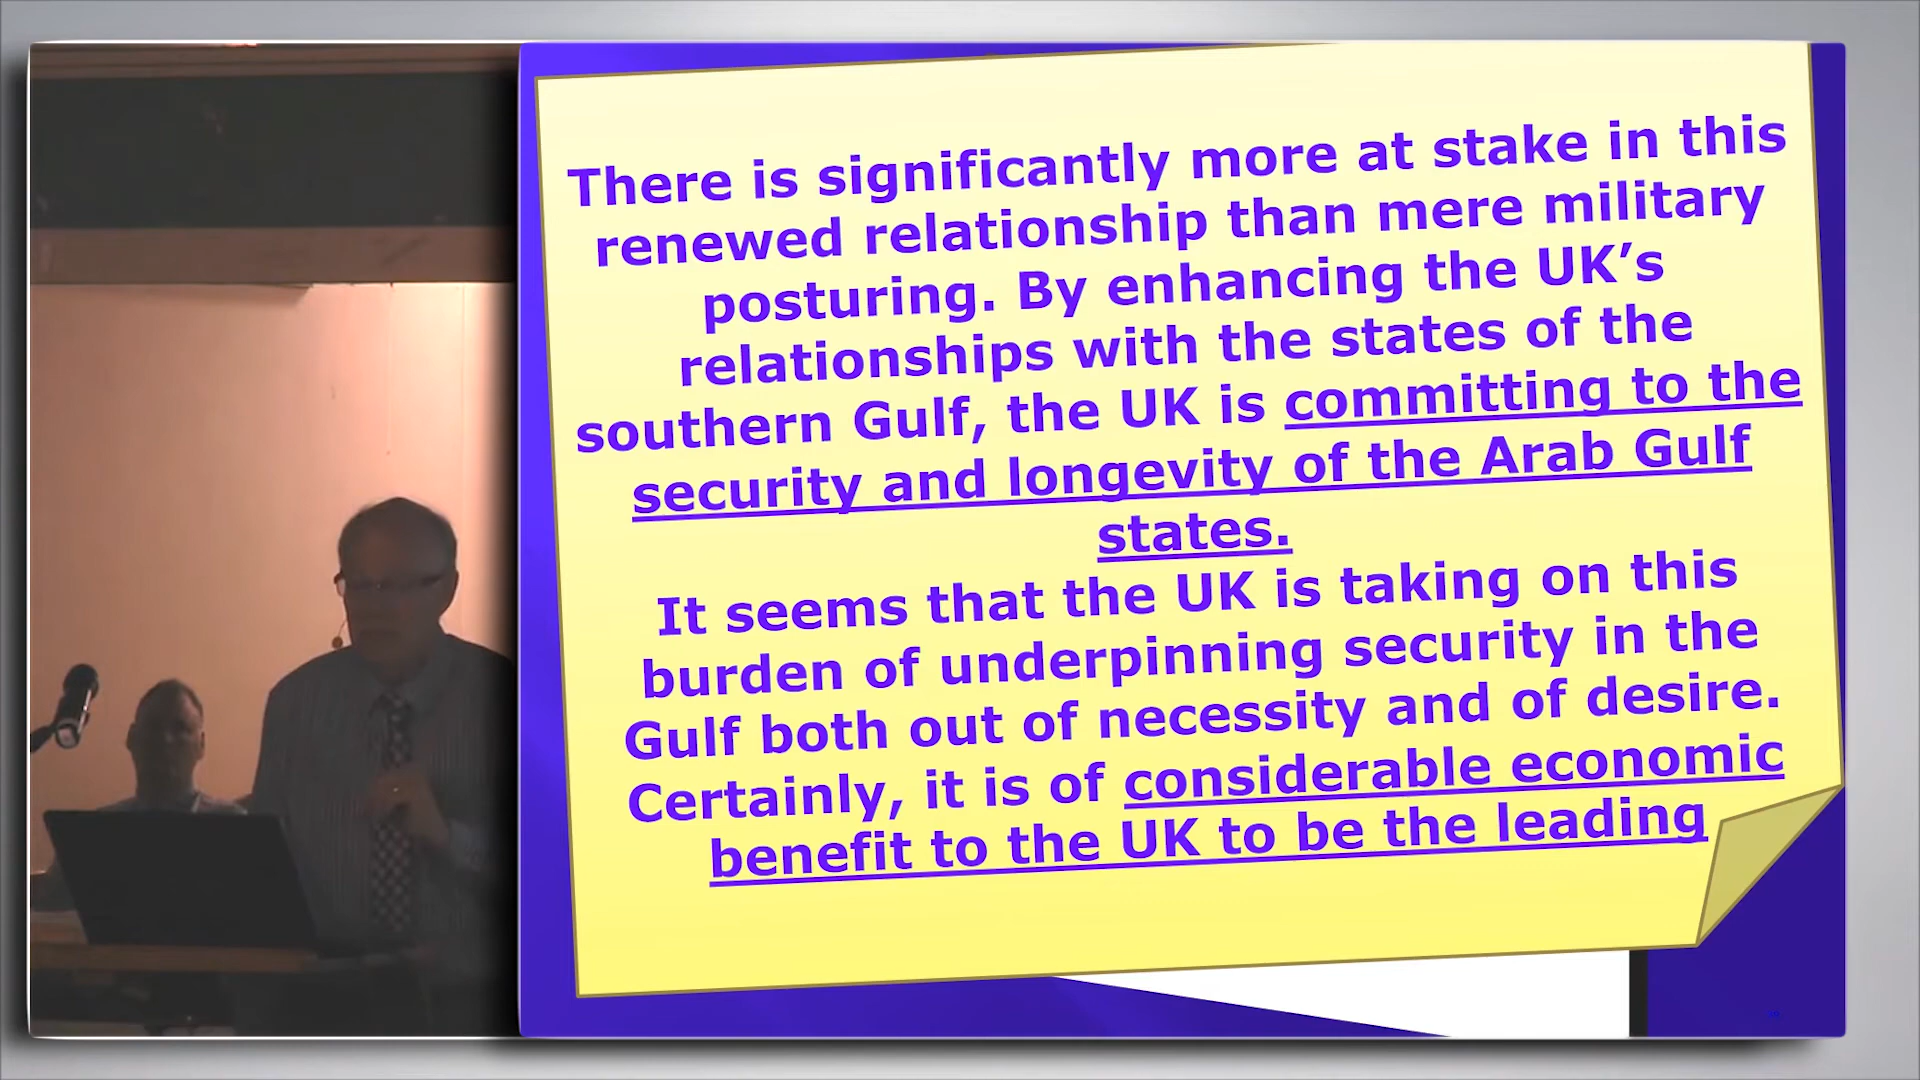 There is significantly more at stake in this
renewed relationship than mere military
posturing. By enhancing the UK’s
relationships with the states of the
southern Gulf, the UK is committing to the
security and longevity of the Arab Gulf
states.
It seems that the UK is taking on this
burden of underpinning security in the
Gulf both out of necessity and of desire.
Certainly, it is of considerable economic
benefit to the UK to be the leading